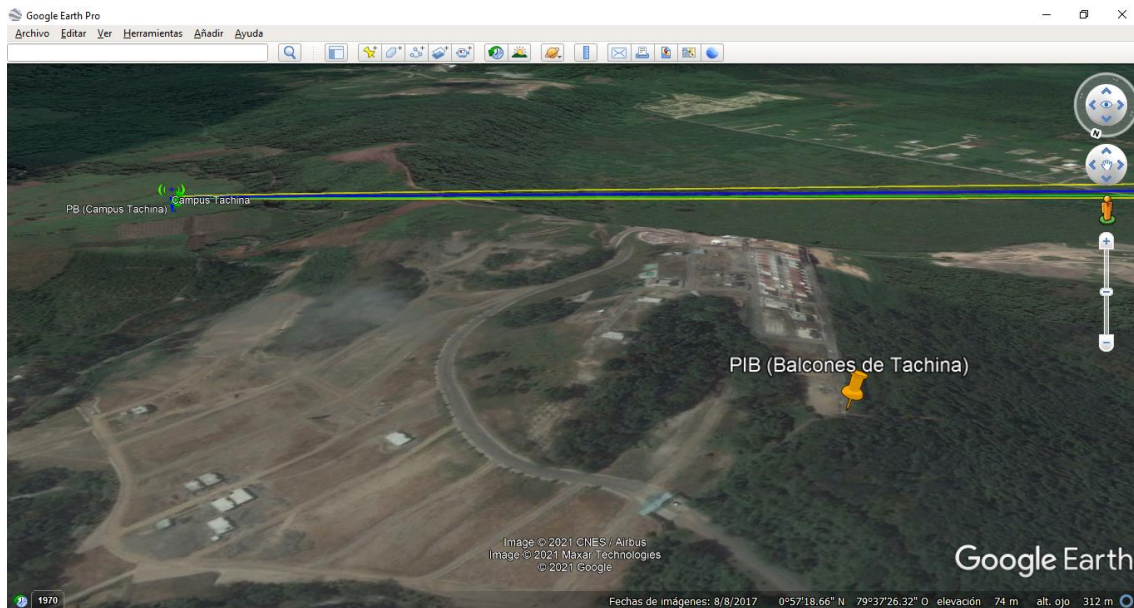 Google Earth Pro
Archivo Editar Ver Herramientas Añadir Ayuda
N
Campus Tachina
PB (Campus Tachina)
PIB (Balcones de Tachina)
Image © 2021 CNES / Airbus
Image © 2021 Maxar Technologies
© 2021 Google
Google Earth
1970
Fechas de imágenes: 8/8/2017 0°57'18.66" N 79°37'26.32" O elevación 74 m alt. ojo 312 m